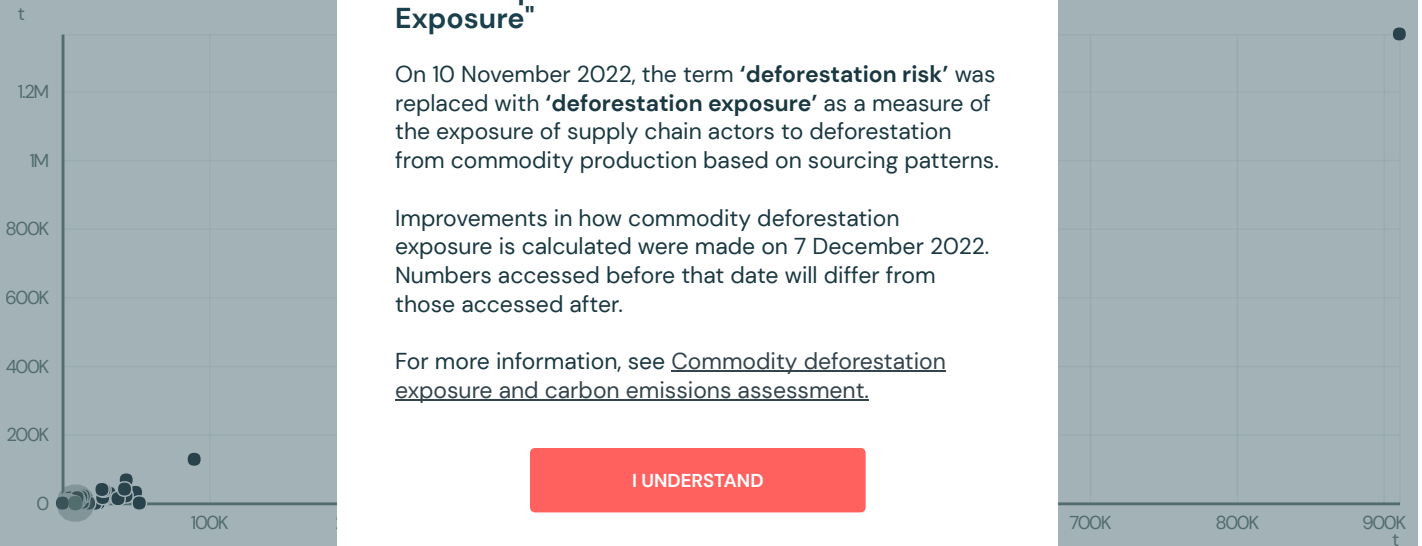 t
1.2M
1M
800K
600K
400K
200K
0
100K
700K
800K
900K
t
Exposure"
On 10 November 2022, the term ‘deforestation risk’ was
replaced with ‘deforestation exposure’ as a measure of
the exposure of supply chain actors to deforestation
from commodity production based on sourcing patterns.
Improvements in how commodity deforestation
exposure is calculated were made on 7 December 2022.
Numbers accessed before that date will differ from
those accessed after.
For more information, see Commodity deforestation
exposure and carbon emissions assessment.
I UNDERSTAND